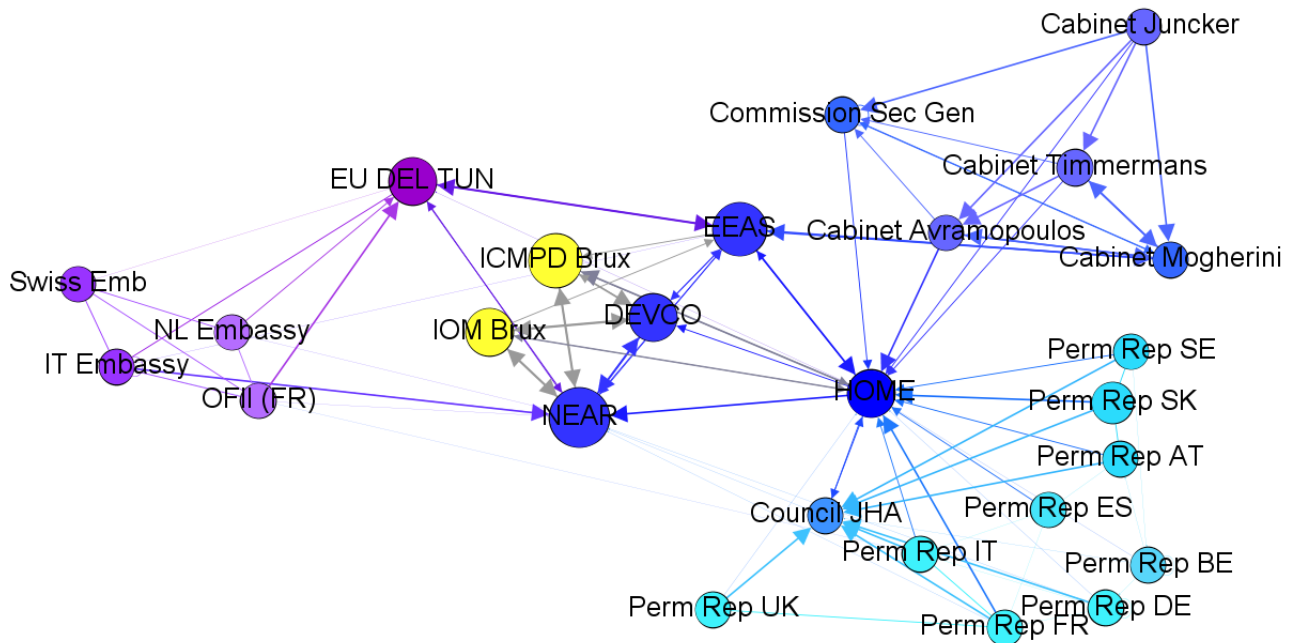 Cabinet Juncker
Commission Sec Gen
Cabinet Timmermans
EU DEL TUN
EEAS
Cabinet Avramopoulos
Cabinet Mogherini
ICMPD Brux
Swiss Emb
DEVCO
NL Embassy
IOM Brux
Perm Rep SE
IT Embassy
OFII (FR)
HOME
Perm Rep SK
NEAR
Perm Rep AT
Council JHA
Perm Rep ES
Perm Rep IT
Perm Rep BE
Perm Rep UK
Perm Rep DE
Perm Rep FR